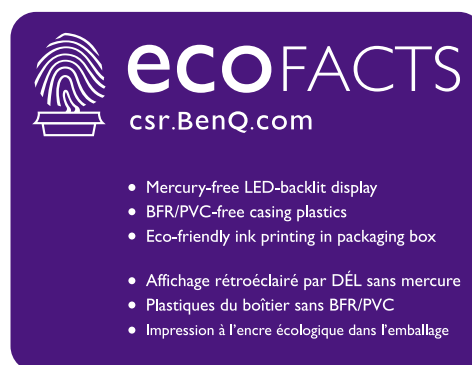 ecoFACTS
csr.BenQ.com
• Mercury-free LED-backlit display
• BFR/PVC-free casing plastics
• Eco-friendly ink printing in packaging box
• Affichage rétroéclairé par DÉL sans mercure
• Plastiques du boîtier sans BFR/PVC
• Impression à l'encre écologique dans l'emballage